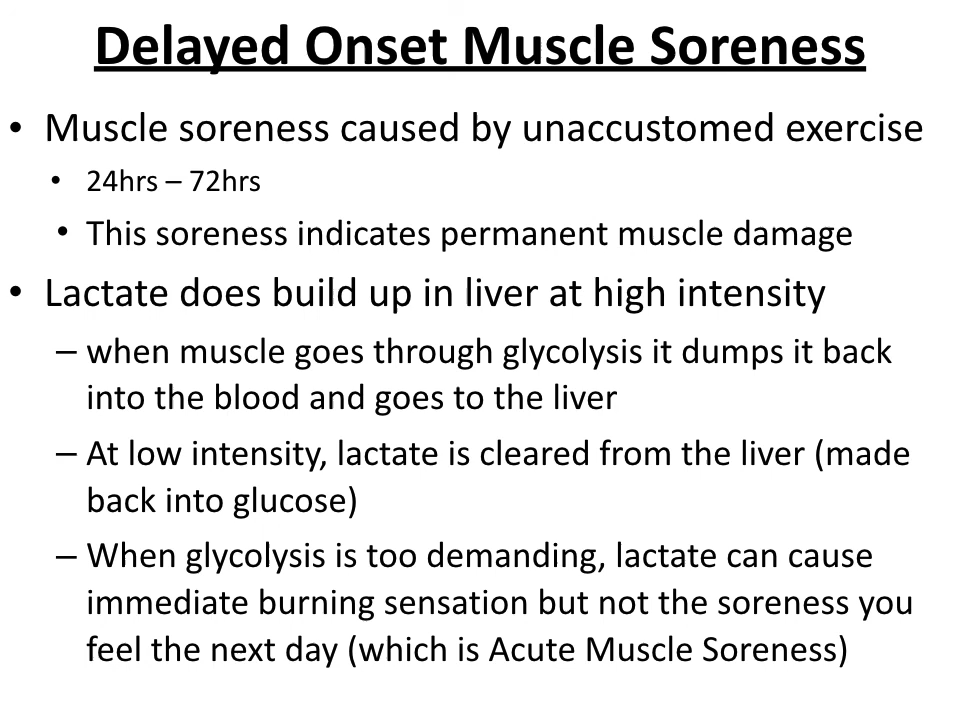 Delayed Onset Muscle Soreness
• Muscle soreness caused by unaccustomed exercise
• 24hrs – 72hrs
• This soreness indicates permanent muscle damage
• Lactate does build up in liver at high intensity
– when muscle goes through glycolysis it dumps it back
into the blood and goes to the liver
– At low intensity, lactate is cleared from the liver (made
back into glucose)
– When glycolysis is too demanding, lactate can cause
immediate burning sensation but not the soreness you
feel the next day (which is Acute Muscle Soreness)